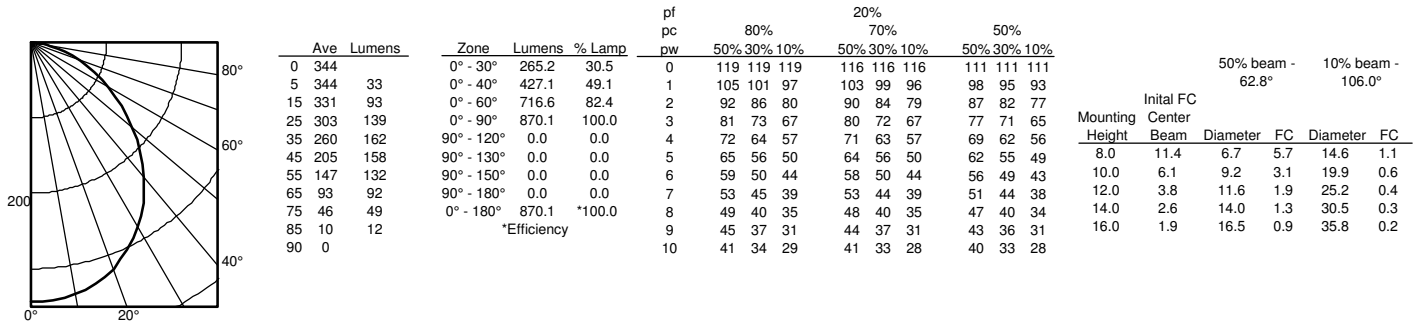 80°
60°
200
40°
0° 20°
Ave Lumens
0 344
5 344 33
15 331 93
25 303 139
35 260 162
45 205 158
55 147 132
65 93 92
75 46 49
85 10 12
90 0
Zone Lumens % Lamp
0° - 30° 265.2 30.5
0° - 40° 427.1 49.1
0° - 60° 716.6 82.4
0° - 90° 870.1 100.0
90° - 120° 0.0 0.0
90° - 130° 0.0 0.0
90° - 150° 0.0 0.0
90° - 180° 0.0 0.0
0° - 180° 870.1 *100.0
*Efficiency
pf 20%
pc 80% 70% 50%
pw 50% 30% 10% 50% 30% 10% 50% 30% 10%
0 119 119 119 116 116 116 111 111 111
1 105 101 97 103 99 96 98 95 93
2 92 86 80 90 84 79 87 82 77
3 81 73 67 80 72 67 77 71 65
4 72 64 57 71 63 57 69 62 56
5 65 56 50 64 56 50 62 55 49
6 59 50 44 58 50 44 56 49 43
7 53 45 39 53 44 39 51 44 38
8 49 40 35 48 40 35 47 40 34
9 45 37 31 44 37 31 43 36 31
10 41 34 29 41 33 28 40 33 28
50% beam - 10% beam -
62.8° 106.0°
Inital FC
Mounting Center
Height Beam Diameter FC Diameter FC
8.0 11.4 6.7 5.7 14.6 1.1
10.0 6.1 9.2 3.1 19.9 0.6
12.0 3.8 11.6 1.9 25.2 0.4
14.0 2.6 14.0 1.3 30.5 0.3
16.0 1.9 16.5 0.9 35.8 0.2